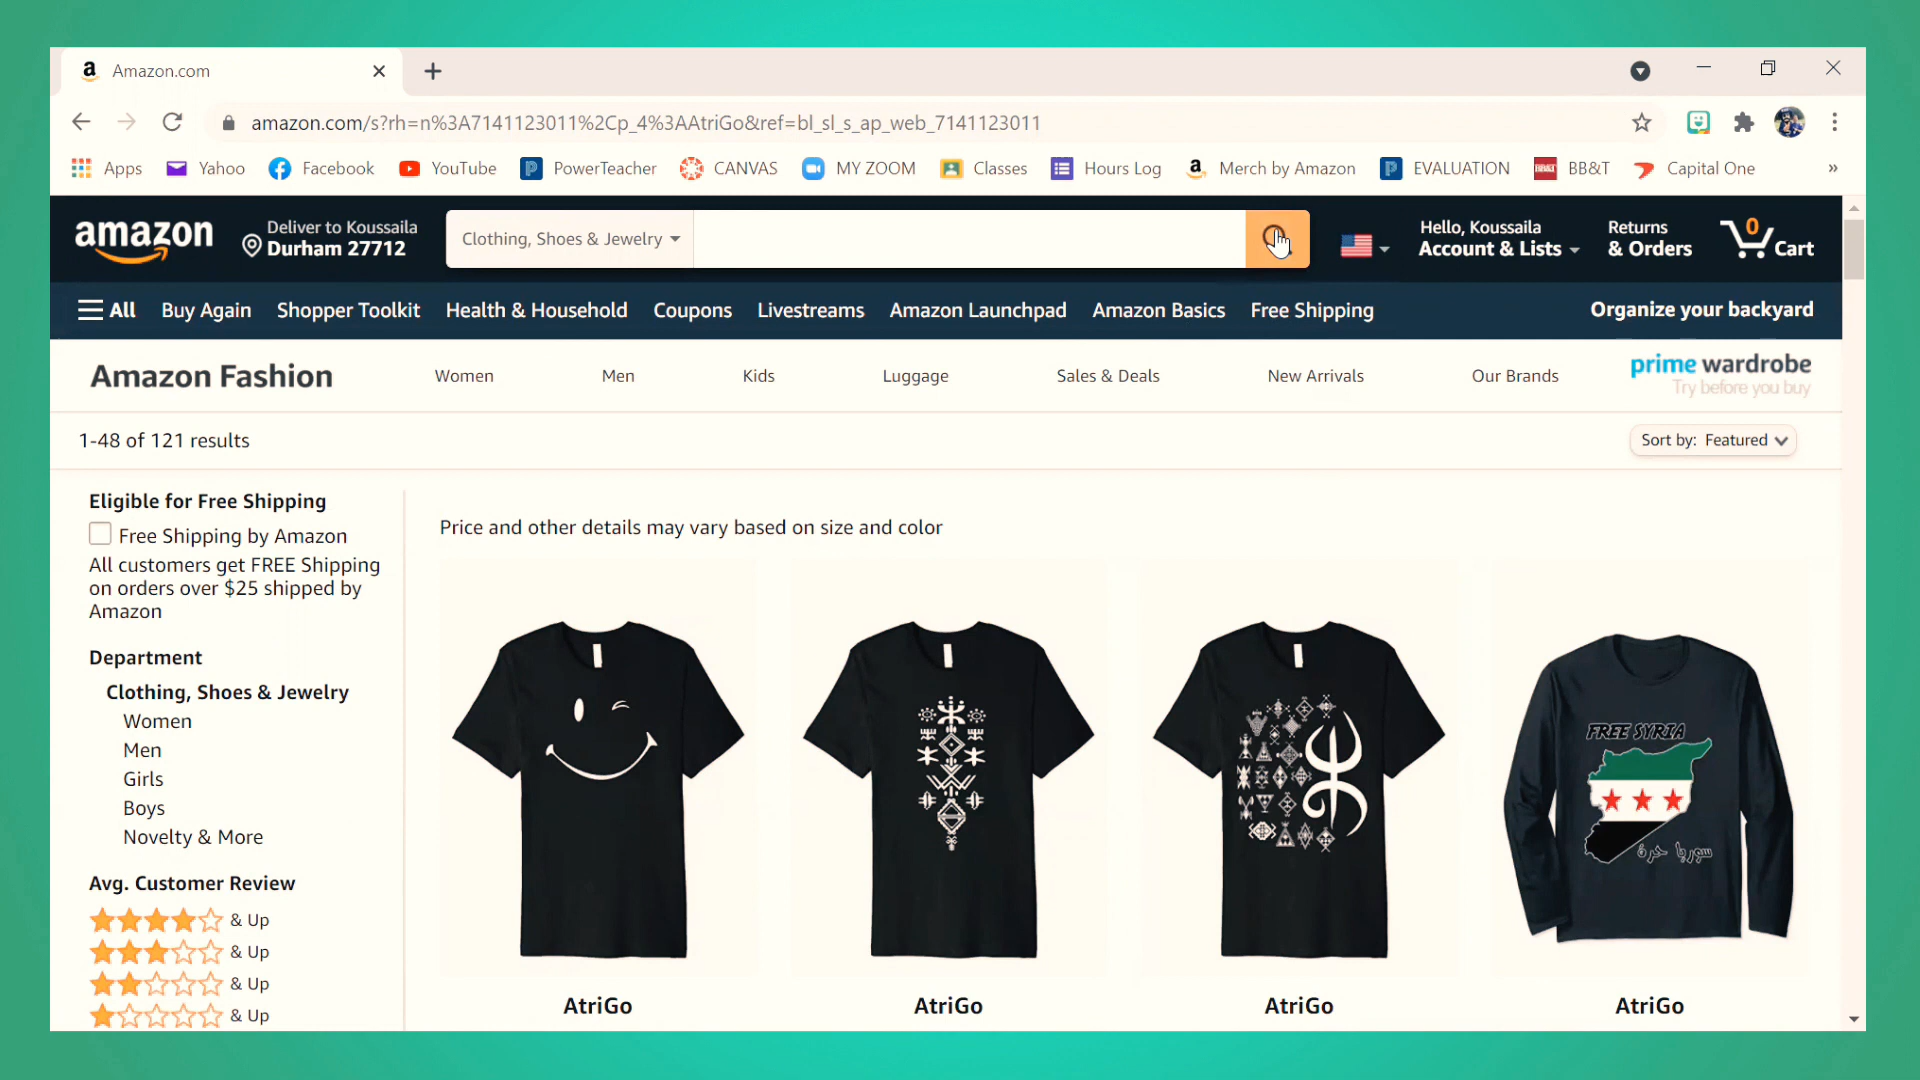 Amazon.com
amazon.com/s?rh=n%3A7141123011%2Cp_4%3AAtriGo&ref=bl_sl_s_ap_web_7141123011
Apps Yahoo Facebook YouTube PowerTeacher CANVAS MY ZOOM Classes Hours Log Merch by Amazon EVALUATION BB&T Capital One »
amazon
Deliver to Koussaila
Durham 27712
Clothing, Shoes & Jewelry
Hello, Koussaila
Account & Lists
Returns
& Orders
0
Cart
All Buy Again Shopper Toolkit Health & Household Coupons Livestreams Amazon Launchpad Amazon Basics Free Shipping Organize your backyard
Amazon Fashion Women Men Kids Luggage Sales & Deals New Arrivals Our Brands
prime wardrobe
Try before you buy
1-48 of 121 results
Sort by: Featured
Eligible for Free Shipping
Free Shipping by Amazon
All customers get FREE Shipping
on orders over $25 shipped by
Amazon
Department
Clothing, Shoes & Jewelry
Women
Men
Girls
Boys
Novelty & More
Avg. Customer Review
& Up
& Up
& Up
& Up
Price and other details may vary based on size and color
FREE SYRIA
سوريا حرة
AtriGo AtriGo AtriGo AtriGo